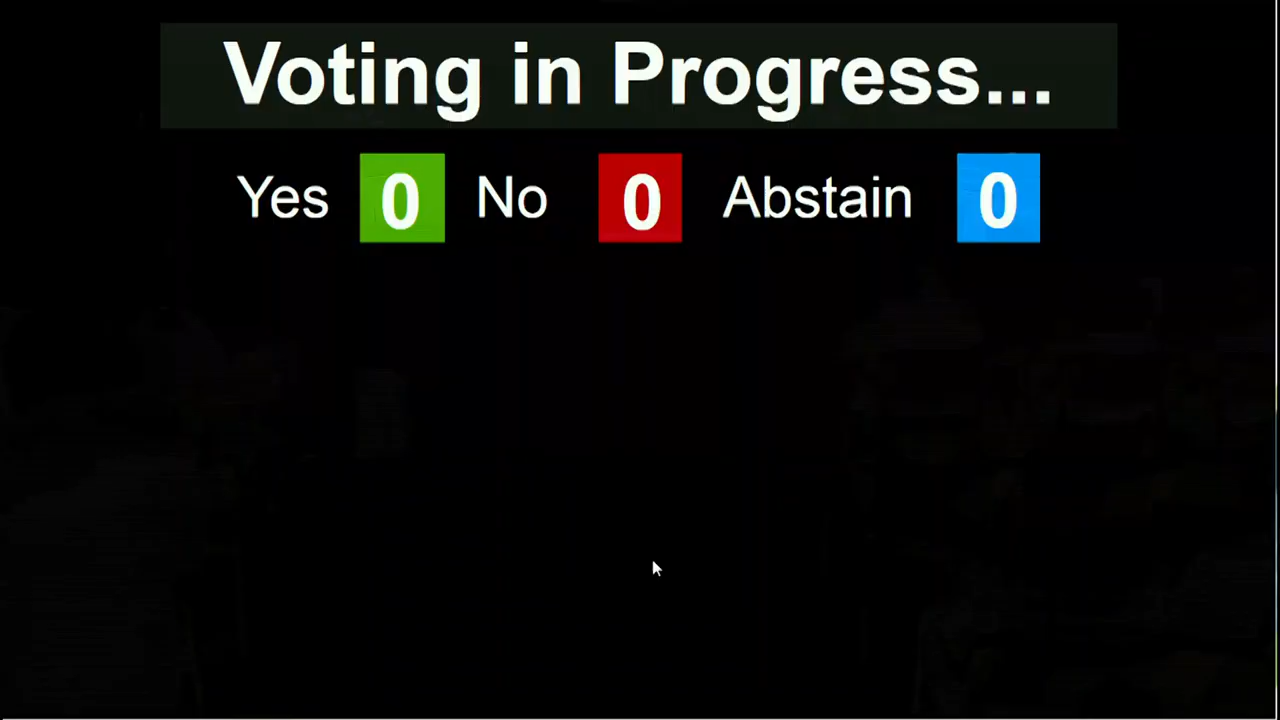 Voting in Progress...
Yes 0 No 0 Abstain 0